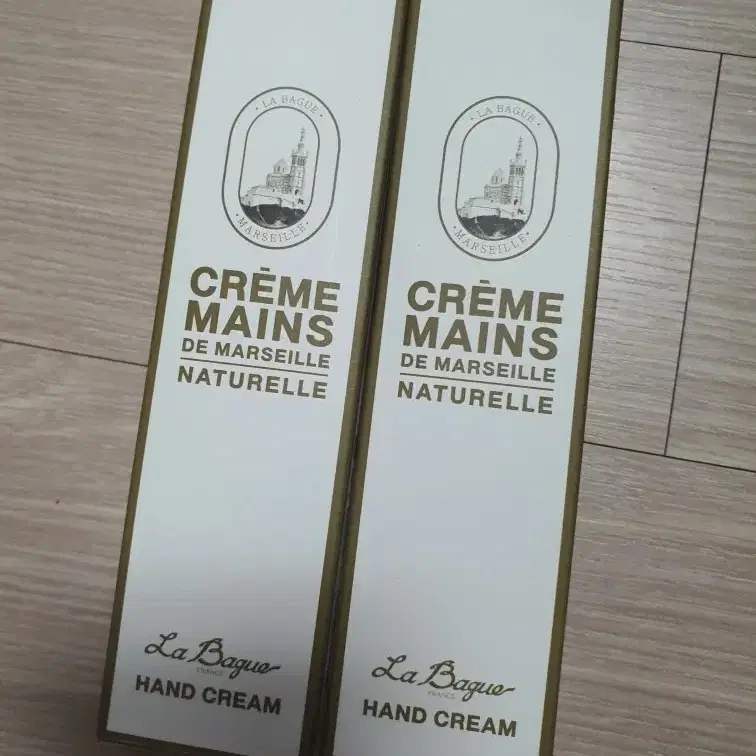 LA BAGUE
MARSEILLE
CRÈME
MAINS
DE MARSEILLE
NATURELLE
La Bague
FRANCE
HAND CREAM
LA BAGUE
MARSEILLE
CRÈME
MAINS
DE MARSEILLE
NATURELLE
La Bague
FRANCE
HAND CREAM